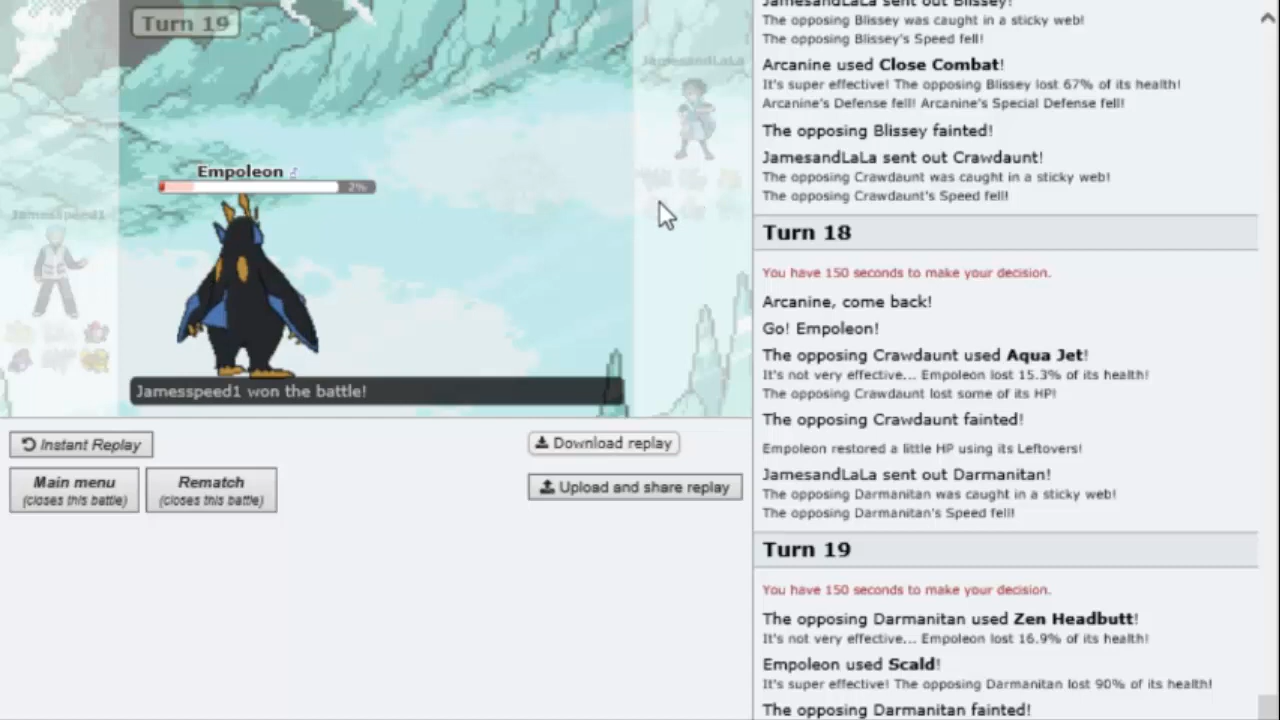 Turn 19
JamesandLaLa
Empoleon
2%
Jamesspeed1
Jamesspeed1 won the battle!
Instant Replay
Download replay
Main menu
(closes this battle)
Rematch
(closes this battle)
Upload and share replay
JamesandLaLa sent out Blissey!
The opposing Blissey was caught in a sticky web!
The opposing Blissey's Speed fell!
Arcanine used Close Combat!
It's super effective! The opposing Blissey lost 67% of its health!
Arcanine's Defense fell! Arcanine's Special Defense fell!
The opposing Blissey fainted!
JamesandLaLa sent out Crawdaunt!
The opposing Crawdaunt was caught in a sticky web!
The opposing Crawdaunt's Speed fell!
Turn 18
You have 150 seconds to make your decision.
Arcanine, come back!
Go! Empoleon!
The opposing Crawdaunt used Aqua Jet!
It's not very effective... Empoleon lost 15.3% of its health!
The opposing Crawdaunt lost some of its HP!
The opposing Crawdaunt fainted!
Empoleon restored a little HP using its Leftovers!
JamesandLaLa sent out Darmanitan!
The opposing Darmanitan was caught in a sticky web!
The opposing Darmanitan's Speed fell!
Turn 19
You have 150 seconds to make your decision.
The opposing Darmanitan used Zen Headbutt!
It's not very effective... Empoleon lost 16.9% of its health!
Empoleon used Scald!
It's super effective! The opposing Darmanitan lost 90% of its health!
The opposing Darmanitan fainted!